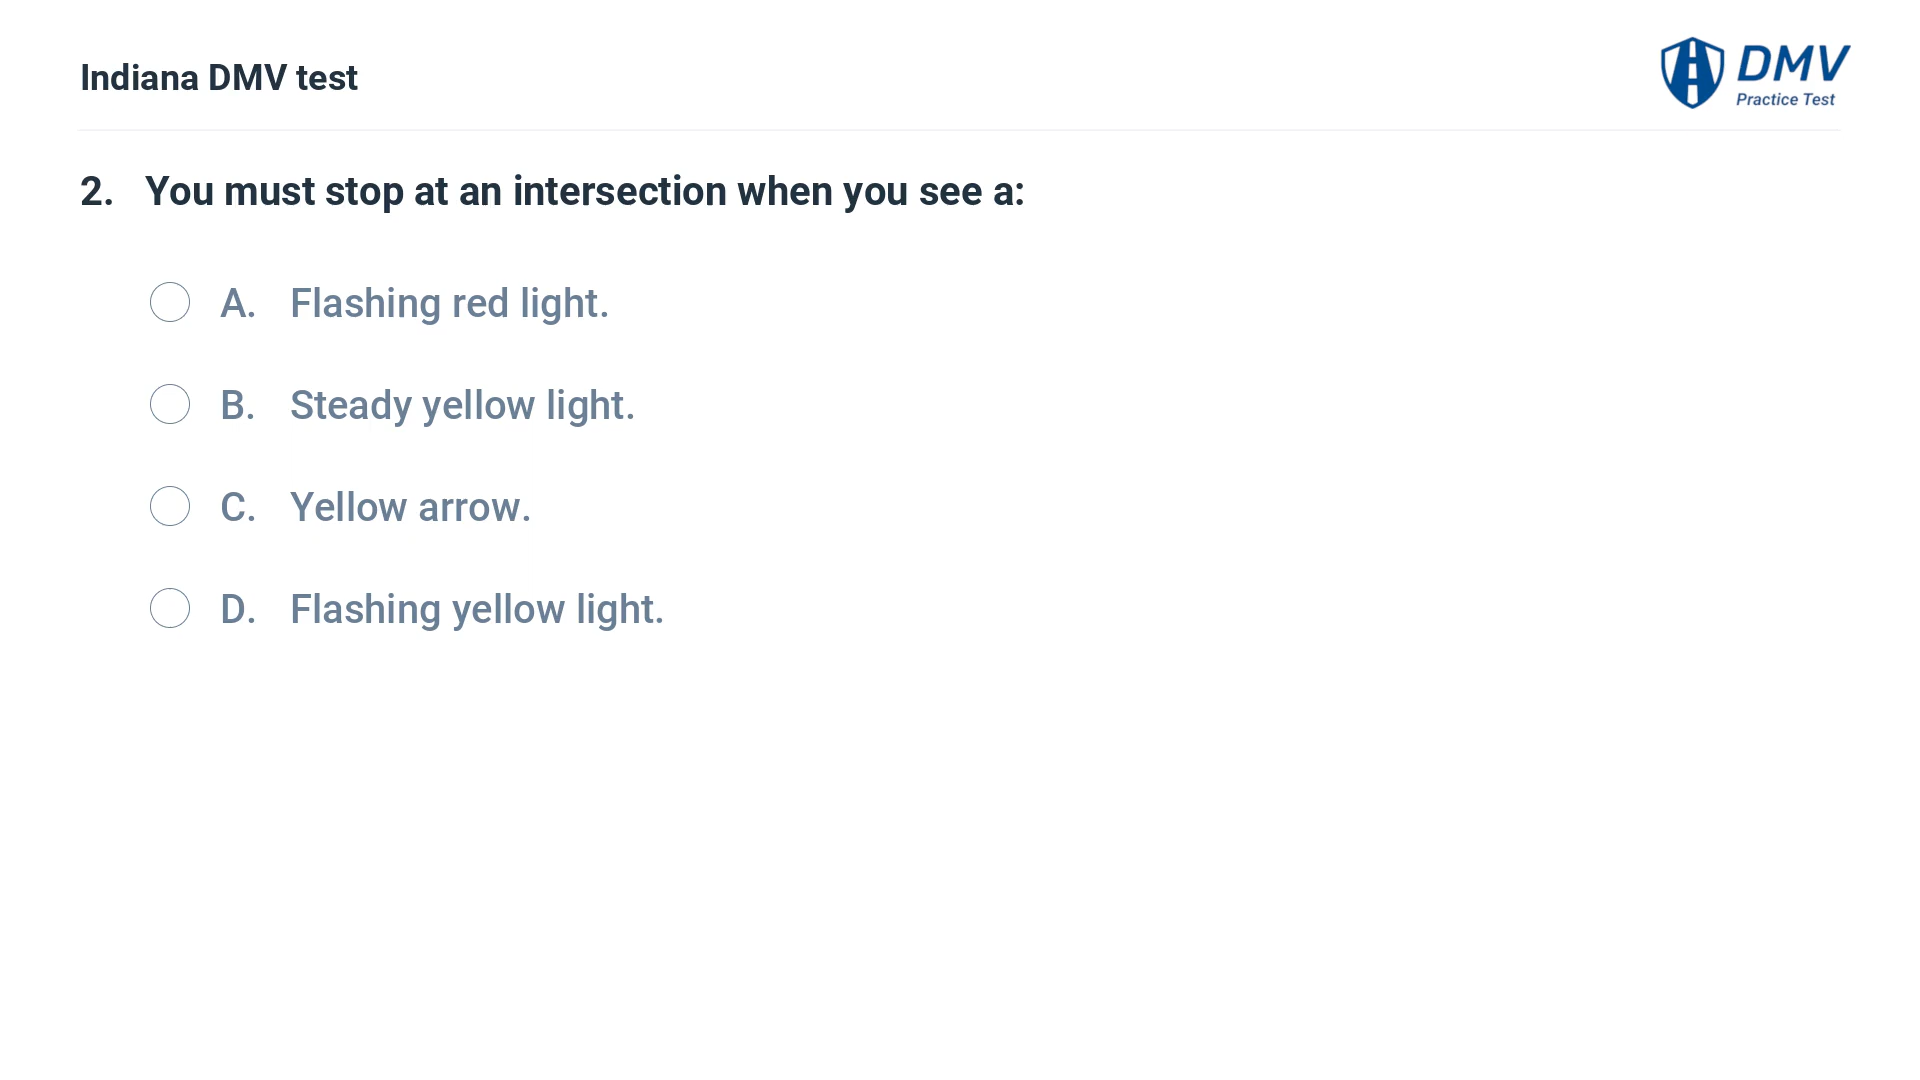 Indiana DMV test
DMV
Practice Test
2. You must stop at an intersection when you see a:
A. Flashing red light.
B. Steady yellow light.
C. Yellow arrow.
D. Flashing yellow light.